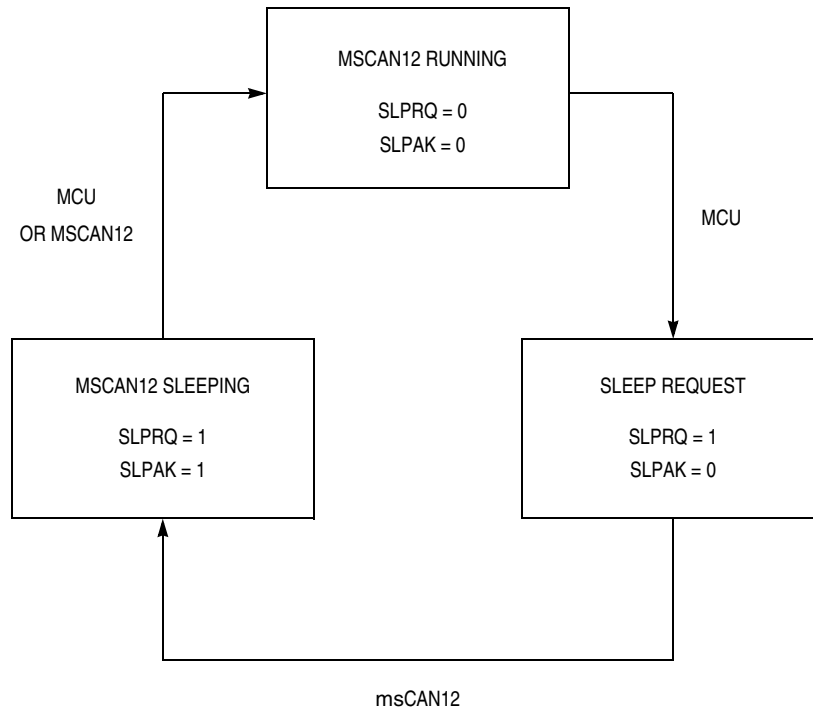 MSCAN12 RUNNING
SLPRQ = 0
SLPAK = 0
MCU
OR MSCAN12
MCU
MSCAN12 SLEEPING
SLPRQ = 1
SLPAK = 1
SLEEP REQUEST
SLPRQ = 1
SLPAK = 0
msCAN12